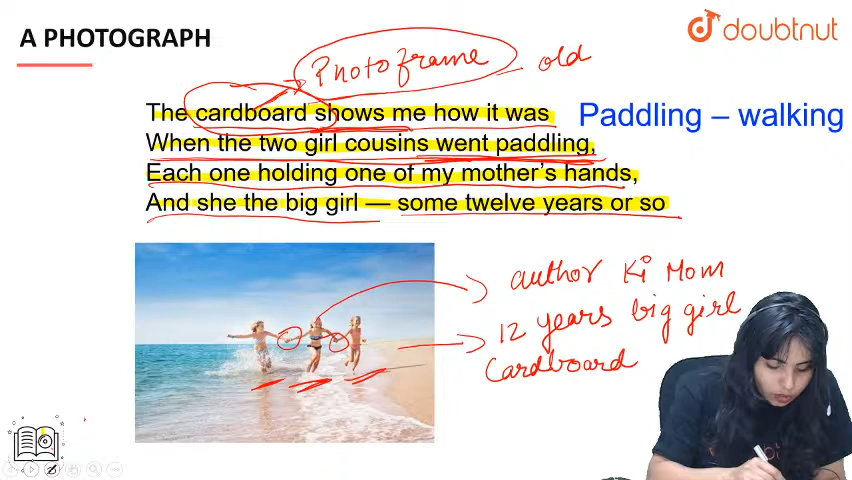 A PHOTOGRAPH
doubtnut
Photoframe
old
The cardboard shows me how it was
Paddling – walking
When the two girl cousins went paddling,
Each one holding one of my mother's hands,
And she the big girl — some twelve years or so
author Ki Mom
12 years big girl
Cardboard